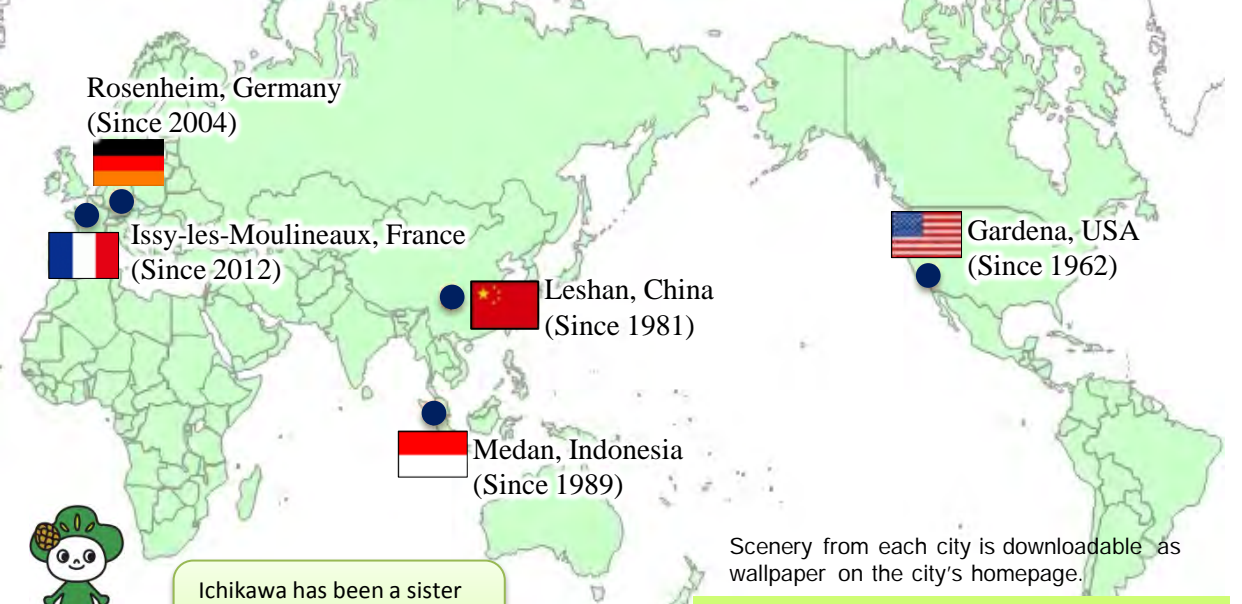 Rosenheim, Germany
(Since 2004)
Issy-les-Moulineaux, France
(Since 2012)
Leshan, China
(Since 1981)
Gardena, USA
(Since 1962)
Medan, Indonesia
(Since 1989)
Ichikawa has been a sister
Scenery from each city is downloadable as
wallpaper on the city's homepage.